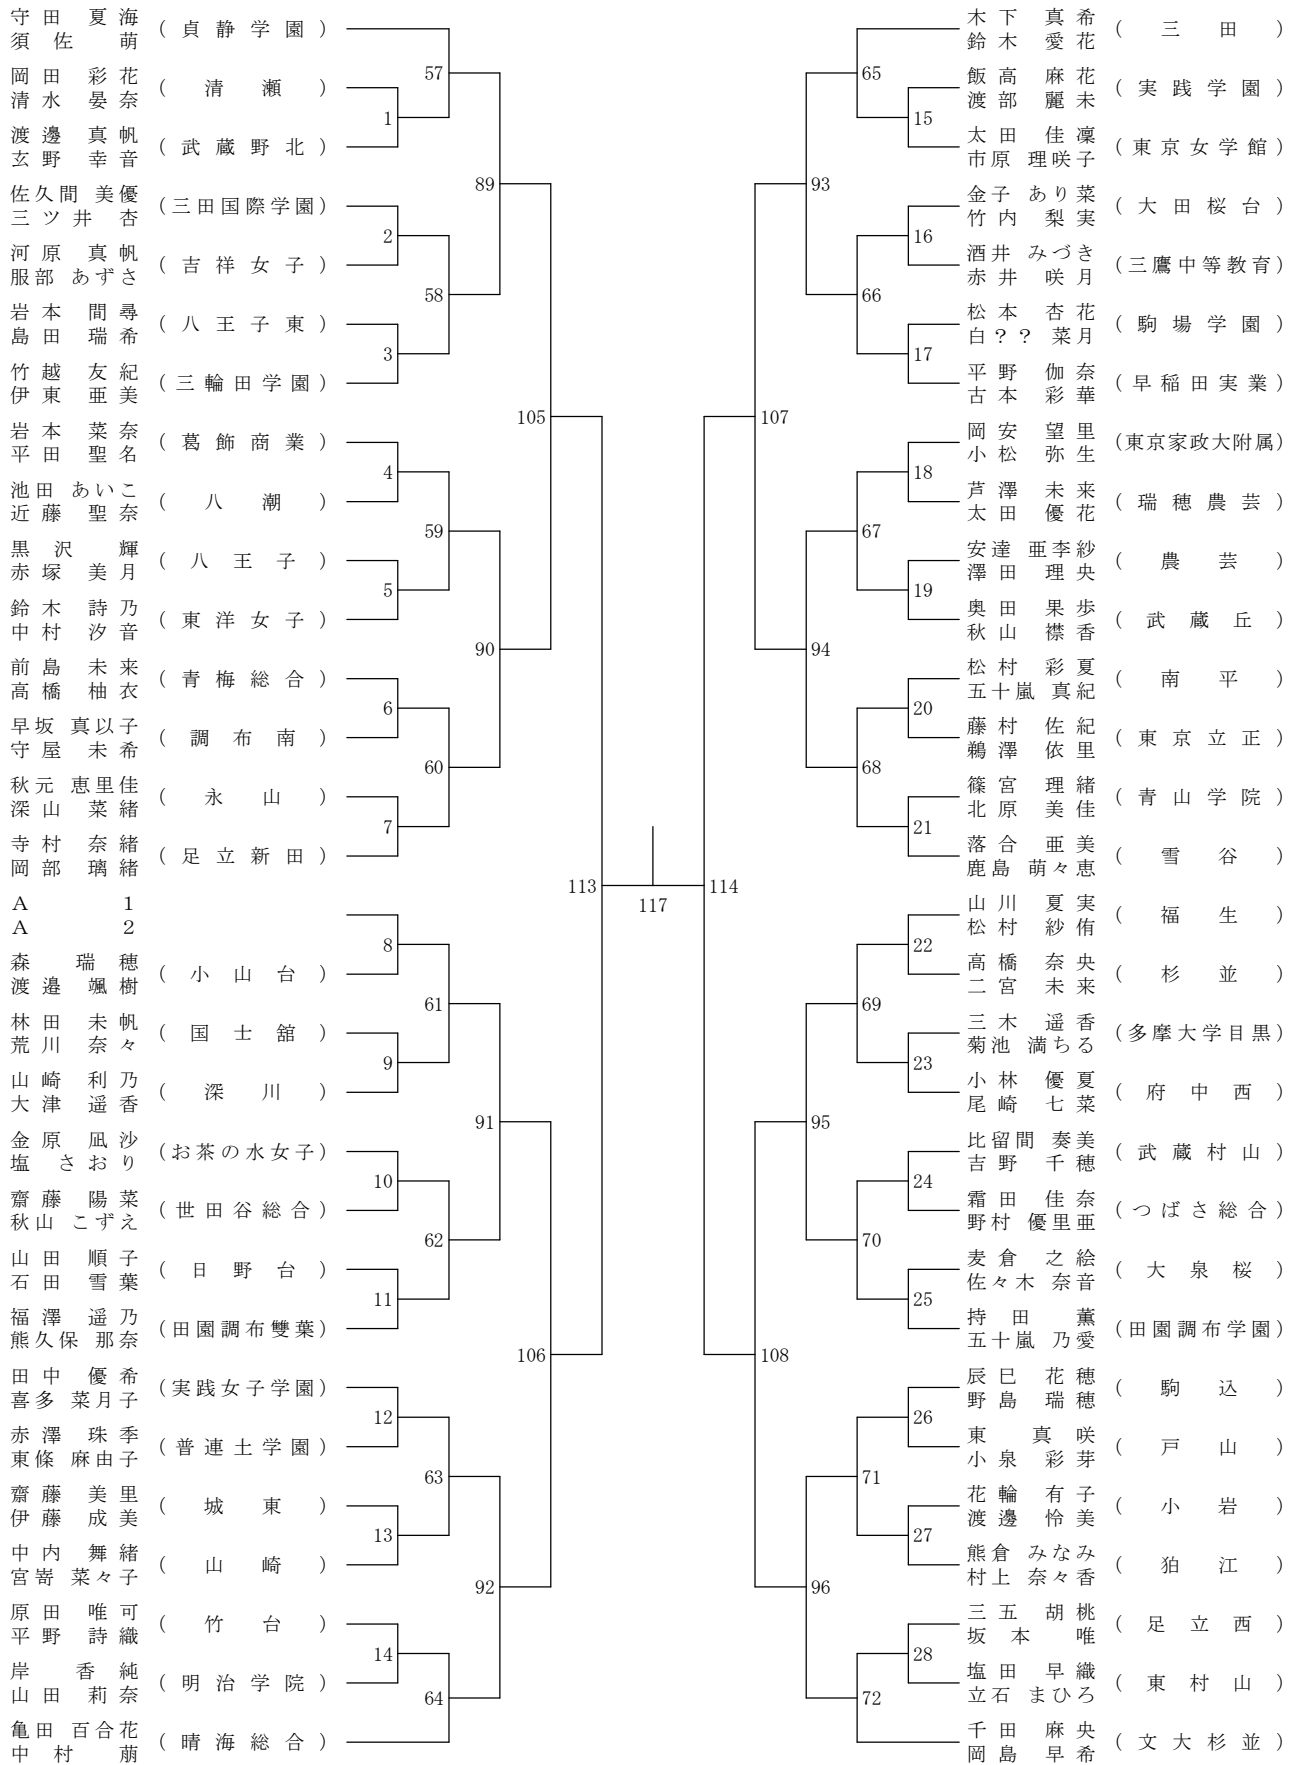 守田 夏海
須佐 萌
(貞静学園)
岡田 彩花
清水 晏奈
(清瀬)
渡邊 真帆
玄野 幸音
(武蔵野北)
佐久間 美優
三ツ井 杏
(三田国際学園)
河原 真帆
服部 あずさ
(吉祥女子)
岩本 間尋
島田 瑞希
(八王子東)
竹越 友紀
伊東 亜美
(三輪田学園)
岩本 菜奈
平田 聖名
(葛飾商業)
池田 あいこ
近藤 聖奈
(八潮)
黒沢 輝
赤塚 美月
(八王子)
鈴木 詩乃
中村 汐音
(東洋女子)
前島 未来
高橋 柚衣
(青梅総合)
早坂 真以子
守屋 未希
(調布南)
秋元 恵里佳
深山 菜緒
(永山)
寺村 奈緒
岡部 璃緒
(足立新田)
A 1
A 2
森 瑞穂
渡邉 颯樹
(小山台)
林田 未帆
荒川 奈々
(国士舘)
山崎 利乃
大津 遥香
(深川)
金原 凪沙
塩 さおり
(お茶の水女子)
齋藤 陽菜
秋山 こずえ
(世田谷総合)
山田 順子
石田 雪葉
(日野台)
福澤 遥乃
熊久保 那奈
(田園調布雙葉)
田中 優希
喜多 菜月子
(実践女子学園)
赤澤 珠季
東條 麻由子
(普連土学園)
齋藤 美里
伊藤 成美
(城東)
中内 舞緒
宮嵜 菜々子
(山崎)
原田 唯可
平野 詩織
(竹台)
岸 香純
山田 莉奈
(明治学院)
亀田 百合花
中村 萠
(晴海総合)
1
2
3
4
5
6
7
8
9
10
11
12
13
14
57
58
59
60
61
62
63
64
89
90
91
92
105
106
113
117
114
107
108
93
94
95
96
65
66
67
68
69
70
71
72
15
16
17
18
19
20
21
22
23
24
25
26
27
28
木下 真希
鈴木 愛花
(三田)
飯高 麻花
渡部 麗未
(実践学園)
太田 佳凜
市原 理咲子
(東京女学館)
金子 あり菜
竹内 梨実
(大田桜台)
酒井 みづき
赤井 咲月
(三鷹中等教育)
松本 杏花
白?? 菜月
(駒場学園)
平野 伽奈
古本 彩華
(早稲田実業)
岡安 望里
小松 弥生
(東京家政大附属)
芦澤 未来
太田 優花
(瑞穂農芸)
安達 亜李紗
澤田 理央
(農芸)
奥田 果歩
秋山 襟香
(武蔵丘)
松村 彩夏
五十嵐 真紀
(南平)
藤村 佐紀
鵜澤 依里
(東京立正)
篠宮 理緒
北原 美佳
(青山学院)
落合 亜美
鹿島 萌々恵
(雪谷)
山川 夏実
松村 紗侑
(福生)
高橋 奈央
二宮 未来
(杉並)
三木 遥香
菊池 満ちる
(多摩大学目黒)
小林 優夏
尾崎 七菜
(府中西)
比留間 奏美
吉野 千穂
(武蔵村山)
霜田 佳奈
野村 優里亜
(つばさ総合)
麦倉 之絵
佐々木 奈音
(大泉桜)
持田 薫
五十嵐 乃愛
(田園調布学園)
辰巳 花穂
野島 瑞穂
(駒込)
東 真咲
小泉 彩芽
(戸山)
花輪 有子
渡邊 怜美
(小岩)
熊倉 みなみ
村上 奈々香
(狛江)
三五 胡桃
坂本 唯
(足立西)
塩田 早織
立石 まひろ
(東村山)
千田 麻央
岡島 早希
(文大杉並)